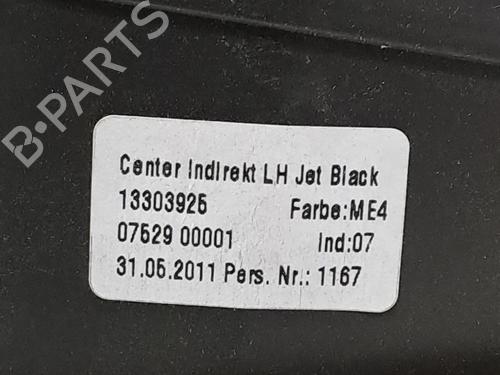 B-PARTS
Center Indirekt LH Jet Black
13303925 Farbe:ME4
07529 00001 Ind:07
31.05.2011 Pers. Nr.: 1167